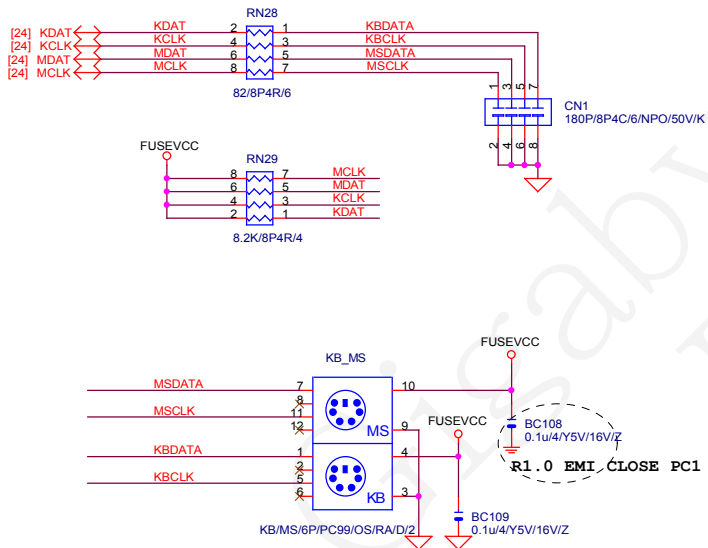 RN28
[24] KDAT KDAT 2 1 KBDATA
[24] KCLK KCLK 4 3 KBCLK
[24] MDAT MDAT 6 5 MSDATA
[24] MCLK MCLK 8 7 MSCLK
82/8P4R/6
1 3 5 7
CN1
180P/8P4C/6/NPO/50V/K
2 4 6 8
FUSEVCC
RN29
8 7 MCLK
6 5 MDAT
4 3 KCLK
2 1 KDAT
8.2K/8P4R/4
KB_MS
FUSEVCC
MSDATA 7 10
8
MSCLK 11
12 MS 9
FUSEVCC
BC108
0.1u/4/Y5V/16V/Z
R1.0 EMI CLOSE PC1
KBDATA 1 4
2
KBCLK 5
6 KB 3
KB/MS/6P/PC99/OS/RA/D/2
BC109
0.1u/4/Y5V/16V/Z